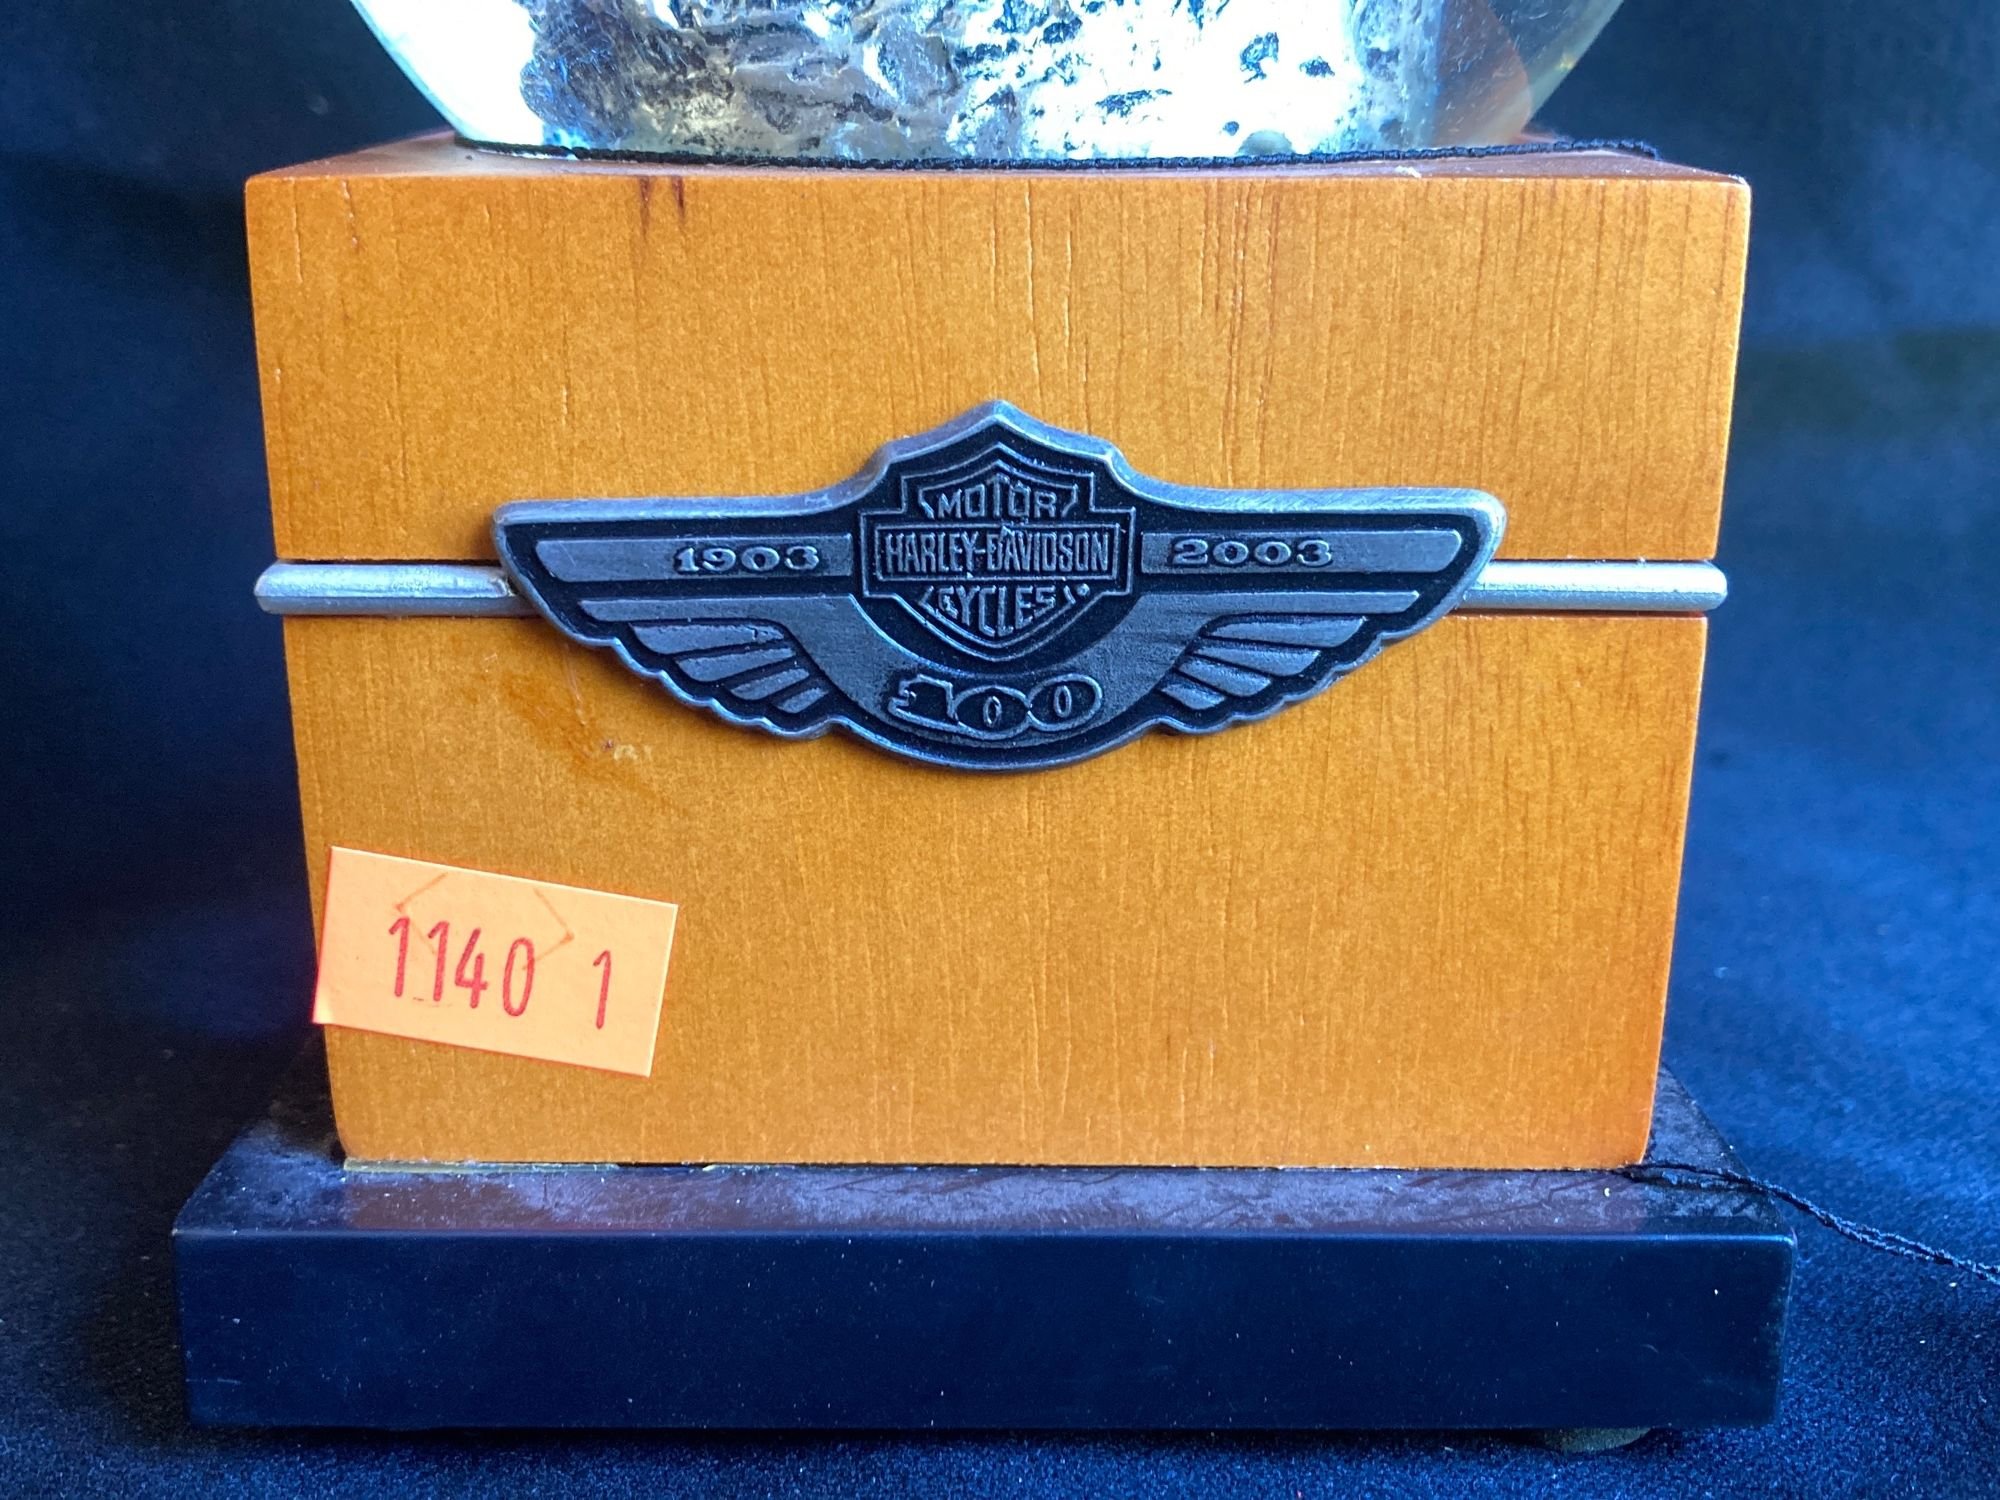 MOTOR
1903 HARLEY-DAVIDSON 2003
CYCLES
100
1140 1